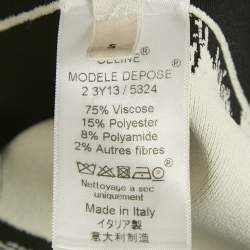 S
CELINE
MODELE DEPOSE
2 3Y13 / 5324
75% Viscose
15% Polyester
8% Polyamide
2% Autres fibres
Nettoyage a sec
uniquement
Made in Italy
イタリア製
意大利制造